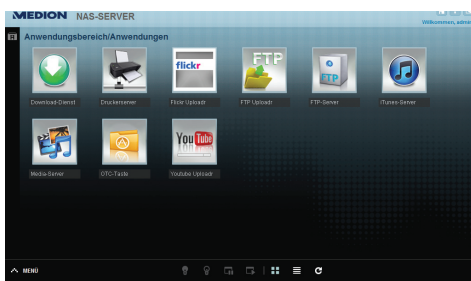 MEDION NAS-SERVER
Willkommen, admin
Anwendungsbereich/Anwendungen
flickr
FTP
FTP
Download-Dienst
Druckerserver
Flickr Uploadr
FTP Uploadr
FTP-Server
iTunes-Server
You Tube
Media-Server
OTC-Taste
Youtube Uploadr
MENÜ